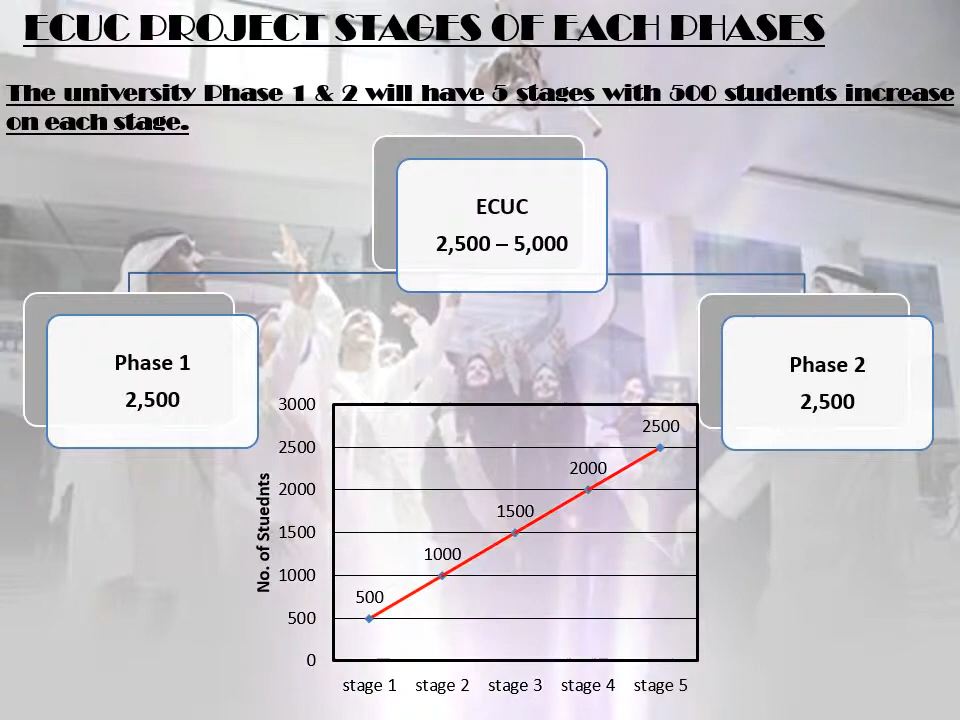 ECUC PROJECT STAGES OF EACH PHASES
The university Phase 1 & 2 will have 5 stages with 500 students increase
on each stage.
ECUC
2,500 – 5,000
Phase 1
2,500
Phase 2
2,500
No. of Stuednts
3000
2500
2000
1500
1000
500
0
500
1000
1500
2000
2500
stage 1 stage 2 stage 3 stage 4 stage 5